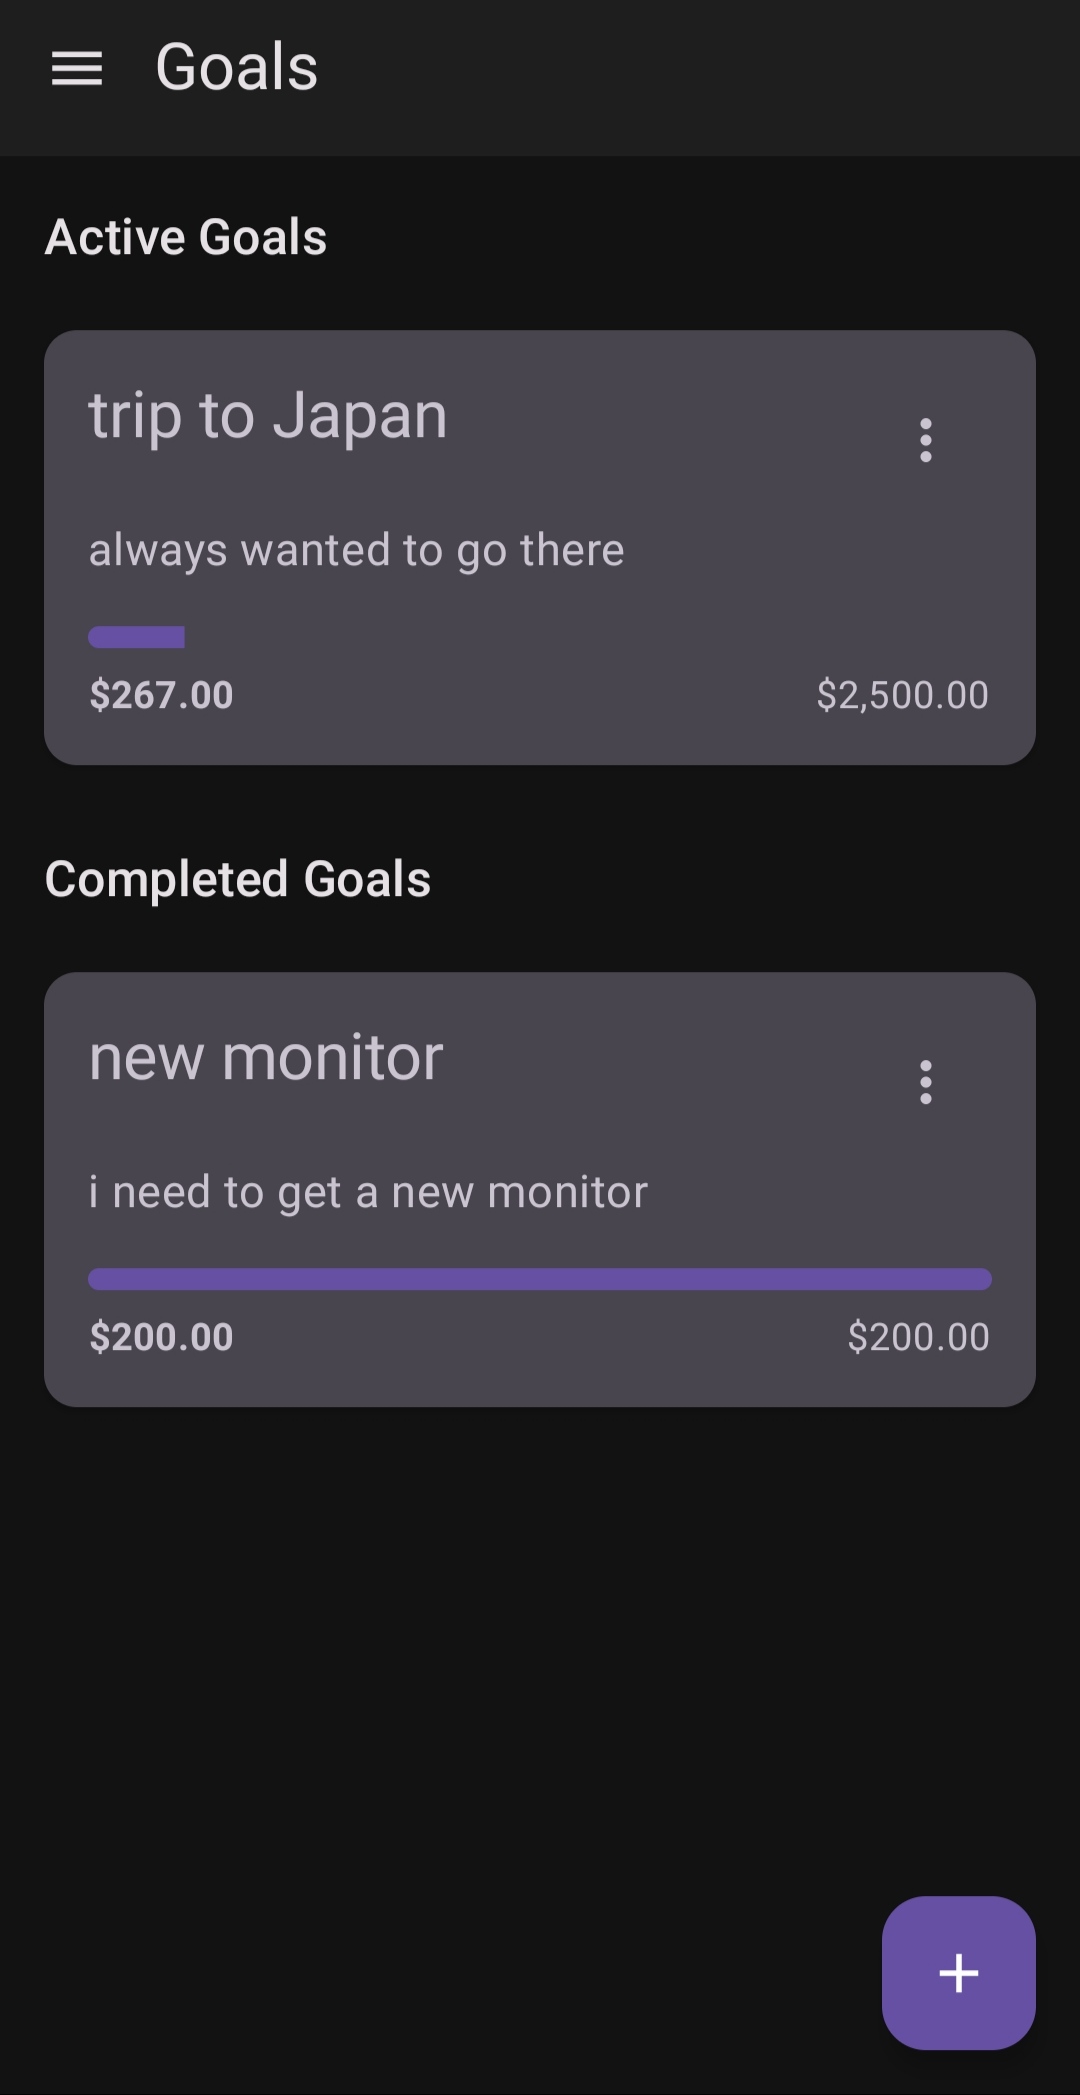 Goals
Active Goals
trip to Japan
always wanted to go there
$267.00 $2,500.00
Completed Goals
new monitor
i need to get a new monitor
$200.00 $200.00